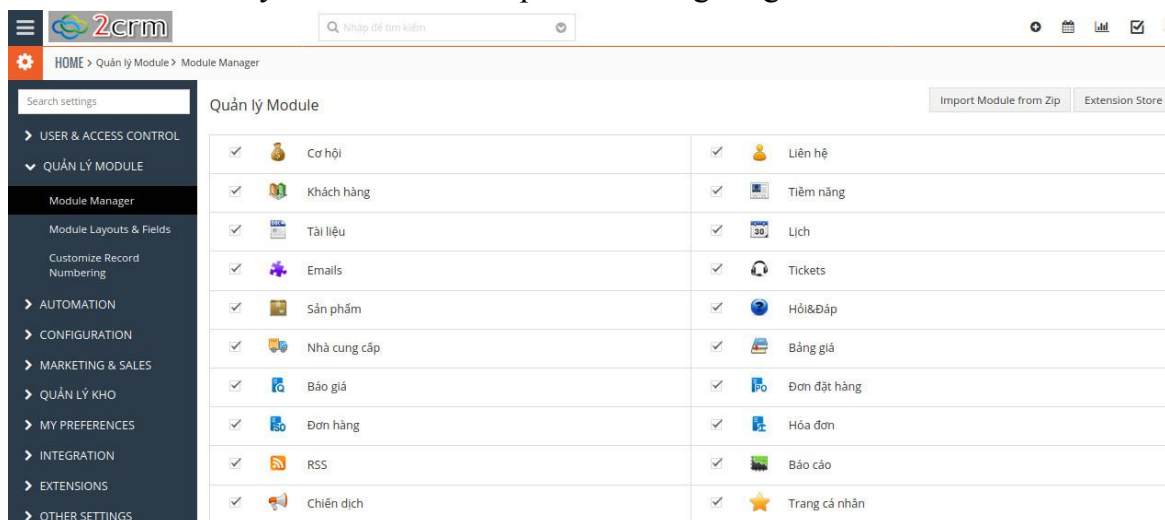 2crm
Nhập để tìm kiếm
HOME > Quản lý Module > Module Manager
Search settings
USER & ACCESS CONTROL
QUẢN LÝ MODULE
Module Manager
Module Layouts & Fields
Customize Record
Numbering
AUTOMATION
CONFIGURATION
MARKETING & SALES
QUẢN LÝ KHO
MY PREFERENCES
INTEGRATION
EXTENSIONS
OTHER SETTINGS
Quản lý Module
Import Module from Zip Extension Store
Cơ hội Liên hệ
Khách hàng Tiềm năng
Tài liệu Lịch
Emails Tickets
Sản phẩm Hỏi&Đáp
Nhà cung cấp Bảng giá
Báo giá Đơn đặt hàng
Đơn hàng Hóa đơn
RSS Báo cáo
Chiến dịch Trang cá nhân